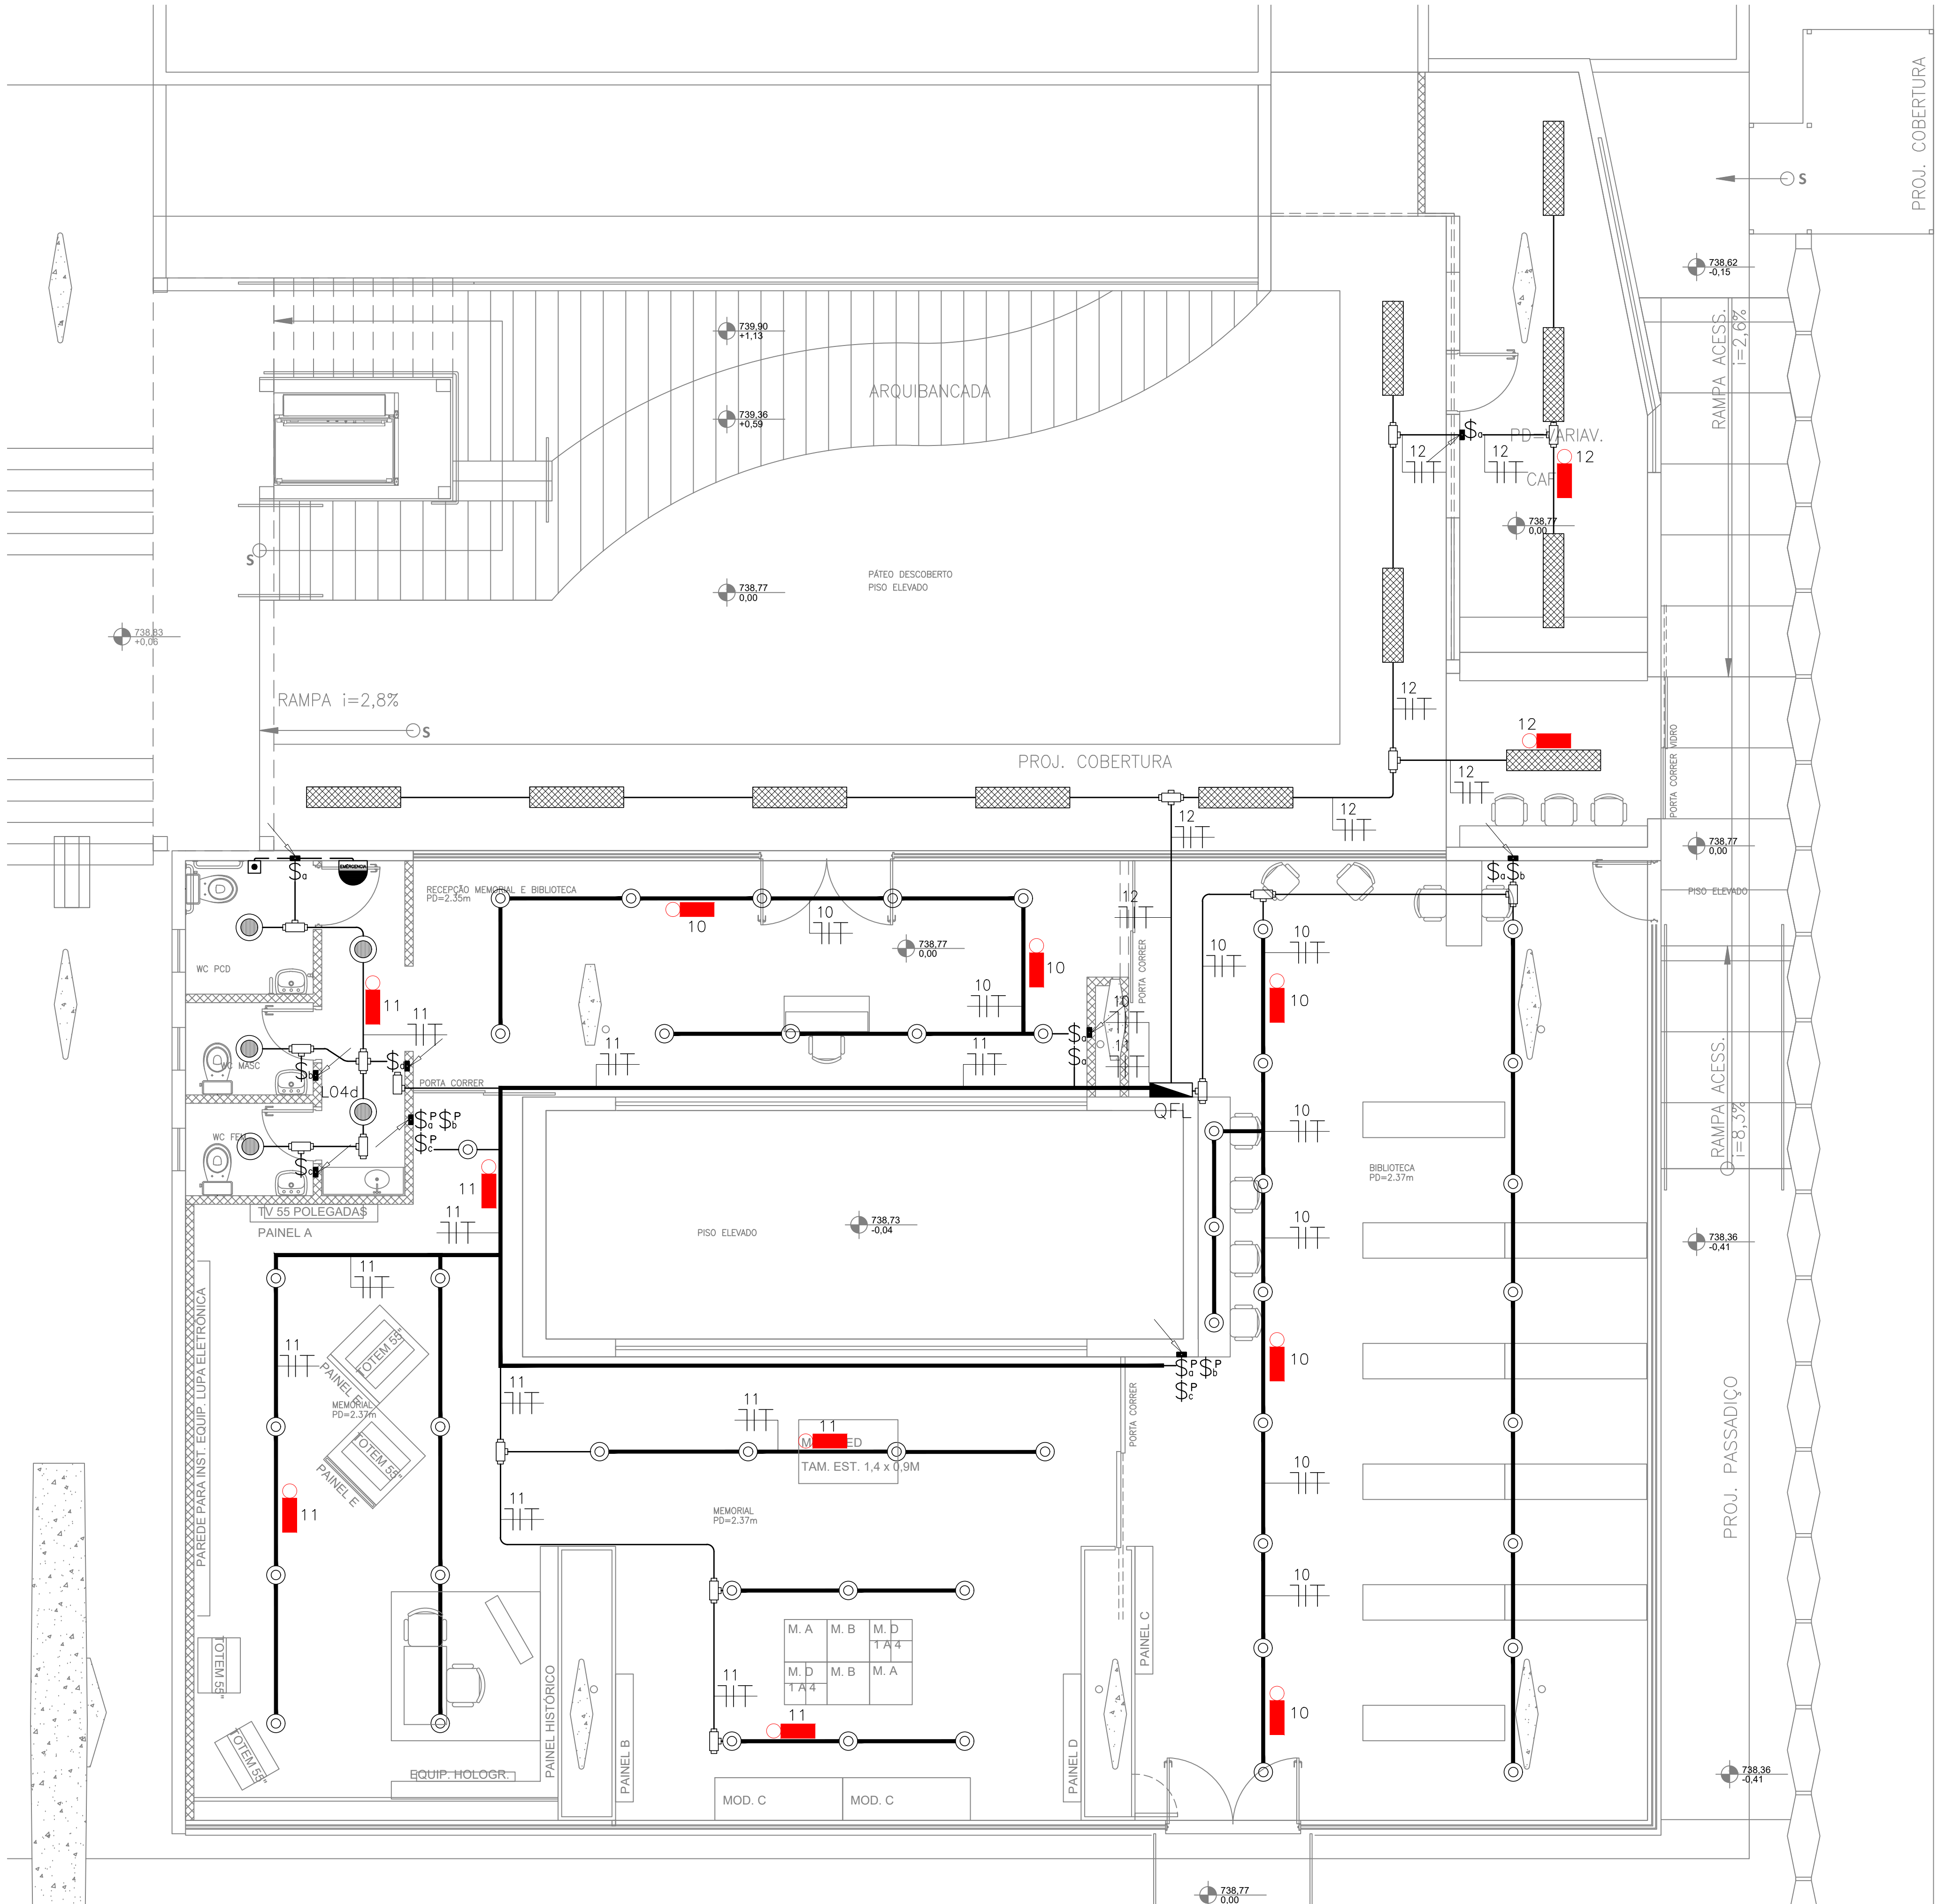 PROJ. COBERTURA
S
738,62
-0,15
RAMPA ACESS.
i=2,6%
739,90
+1,13
ARQUIBANCADA
739,36
+0,59
$a
PD=VARIAV.
12
12
12
738,77
0,00
S
PÁTEO DESCOBERTO
PISO ELEVADO
738,77
0,00
738,83
+0,06
RAMPA i=2,8%
S
12
12
PORTA CORRER VIDRO
PROJ. COBERTURA
12
12
12
738,77
0,00
EMERGENCIA
$a
$a $b
RECEPÇÃO MEMORIAL E BIBLIOTECA
PD=2.35m
PISO ELEVADO
12
10
10
738,77
0,00
10
10
WC PCD
PORTA CORRER
10
10
10
11
11
10
11
11
11
$a
$a
WC MASC
$b
$d
L04d
PORTA CORRER
QFL
RAMPA ACESS.
i=8,3%
$a P $b P
$c P
10
WC FEM
$c
BIBLIOTECA
PD=2.37m
11
TV 55 POLEGADAS
PAINEL A
11
PISO ELEVADO
738,73
-0,04
10
738,36
-0,41
11
PAREDE PARA INST. EQUIP. LUPA ELETRÔNICA
11
TOTEM 55"
PAINEL E
MEMORIAL
PD=2.37m
TOTEM 55"
PAINEL E
$a P $b P
$c P
10
11
11
11
TAM. EST. 1,4 x 0,9M
PORTA CORRER
PROJ. PASSADIÇO
10
11
11
MEMORIAL
PD=2.37m
10
M. A
M. B
M. D
1 A 4
M. D
1 A 4
M. B
M. A
PAINEL C
TOTEM 55"
PAINEL HISTÓRICO
11
11
10
TOTEM 55"
EQUIP. HOLOGR.
PAINEL B
PAINEL D
MOD. C
MOD. C
738,36
-0,41
738,77
0,00